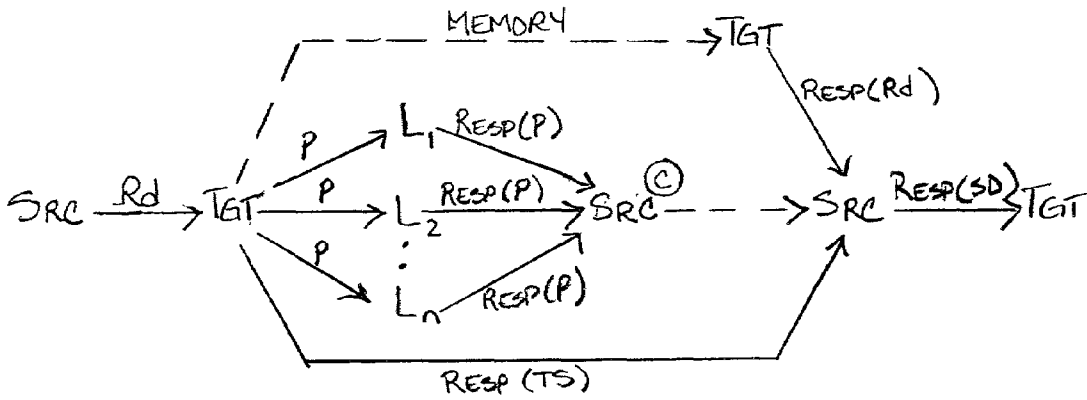 MEMORY
TGT
RESP(Rd)
L1
RESP(P)
P
SRC Rd TGT P L2 RESP(P) SRC C SRC RESP(SD) TGT
P
Ln
RESP(P)
RESP (TS)